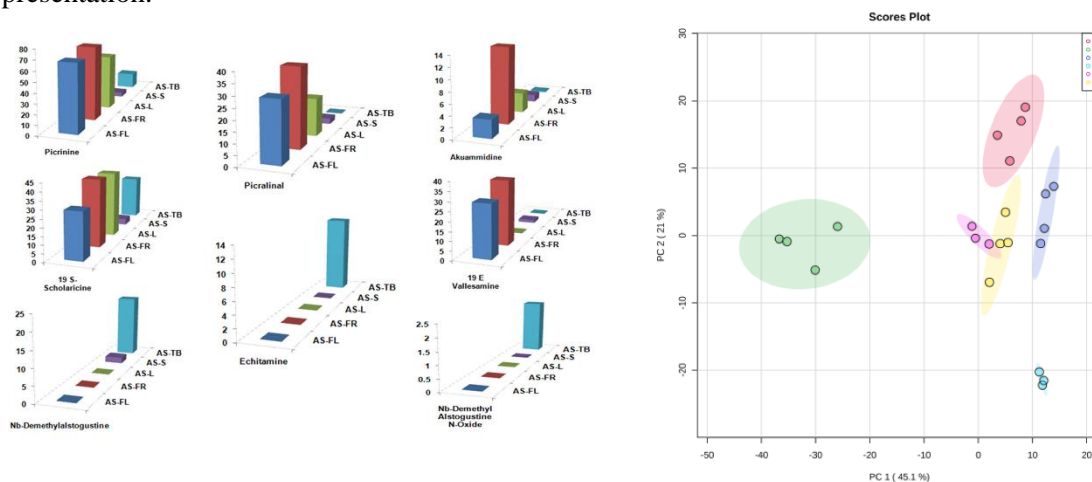 presentation.
80
70
60
50
40
30
20
10
0
AS-TB
AS-S
AS-L
AS-FR
AS-FL
Picrinine
40
35
30
25
20
15
10
5
0
AS-TB
AS-S
AS-L
AS-FR
AS-FL
Picralinal
14
12
10
8
6
4
2
0
AS-TB
AS-S
AS-L
AS-FR
AS-FL
Akuammidine
45
40
35
30
25
20
15
10
5
0
AS-TB
AS-S
AS-L
AS-FR
AS-FL
19 S-
Scholaricine
14
12
10
8
6
4
2
0
AS-TB
AS-S
AS-L
AS-FR
AS-FL
Echitamine
40
35
30
25
20
15
10
5
0
AS-TB
AS-S
AS-L
AS-FR
AS-FL
19 E
Vallesamine
25
20
15
10
5
0
AS-TB
AS-S
AS-L
AS-FR
AS-FL
Nb-Demethylalstogustine
2.5
2
1.5
1
0.5
0
AS-TB
AS-S
AS-L
AS-FR
AS-FL
Nb-Demethyl
Alstogustine
N-Oxide
Scores Plot
PC 2 ( 21 %)
30
20
10
0
-10
-20
-50
-40
-30
-20
-10
0
10
20
PC 1 ( 45.1 %)